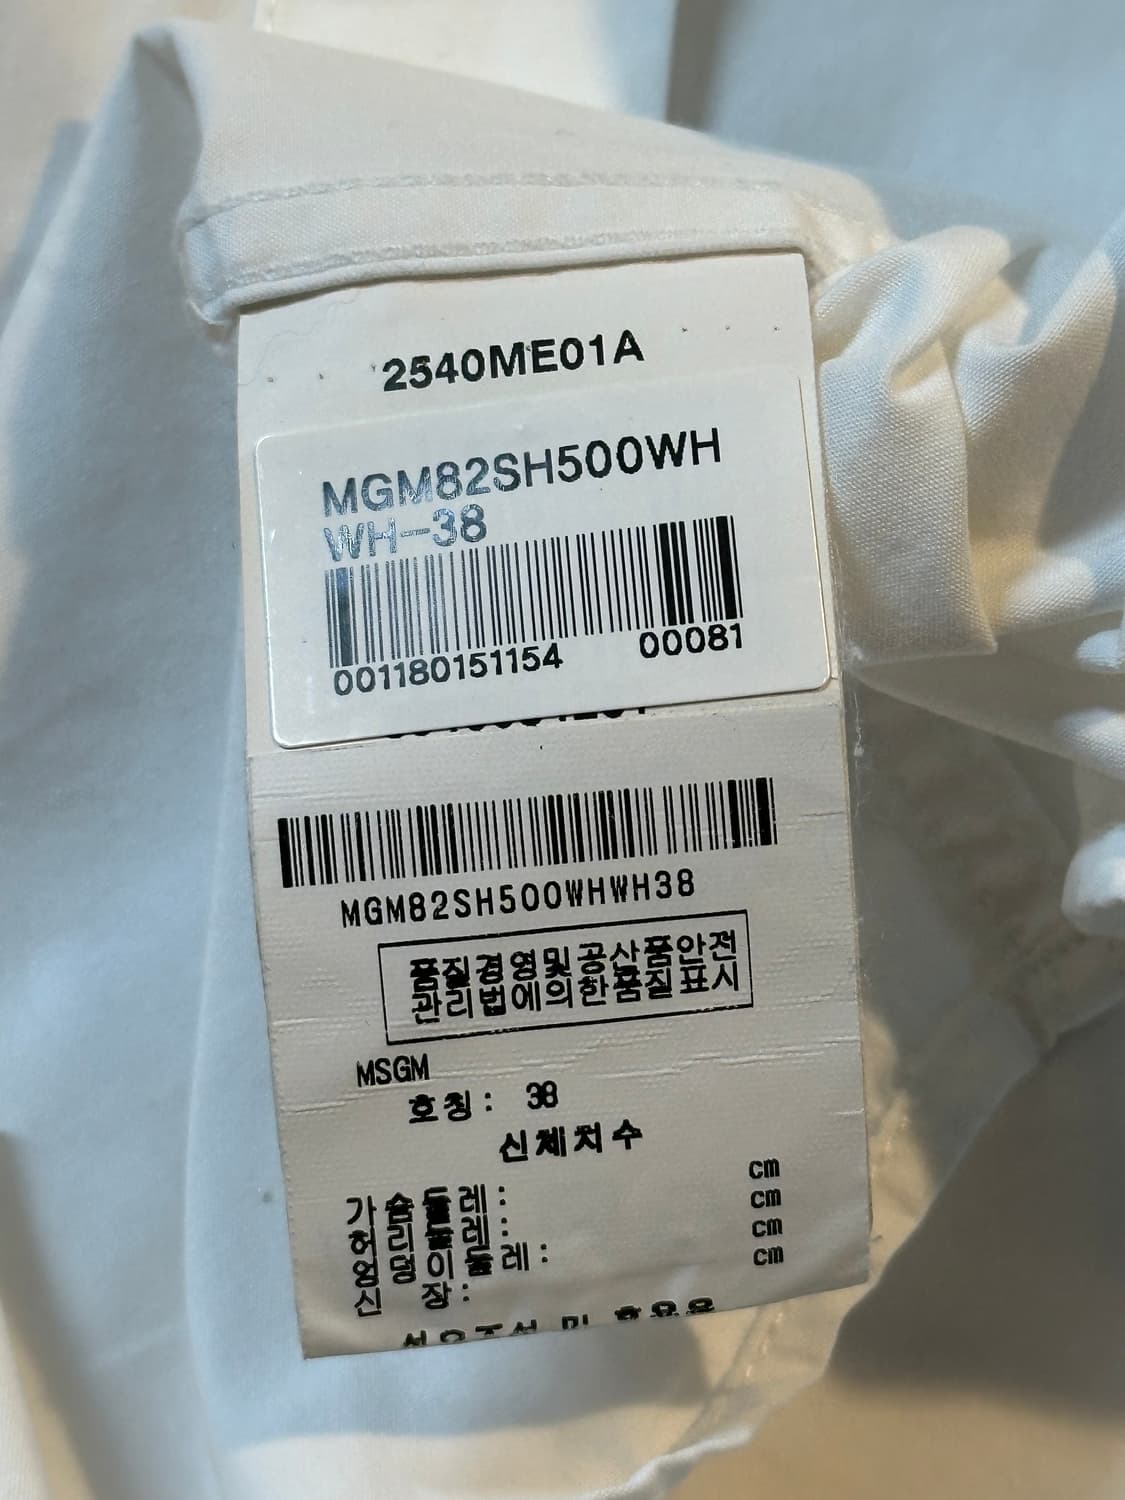 2540ME01A
MGM82SH500WH
WH-38
001180151154 00081
MGM82SH500WHWH38
품질경영및공산품안전
관리법에의한품질표시
MSGM
호칭: 38
신체치수
cm
가슴둘레: cm
허리둘레: cm
엉덩이둘레: cm
신 장: